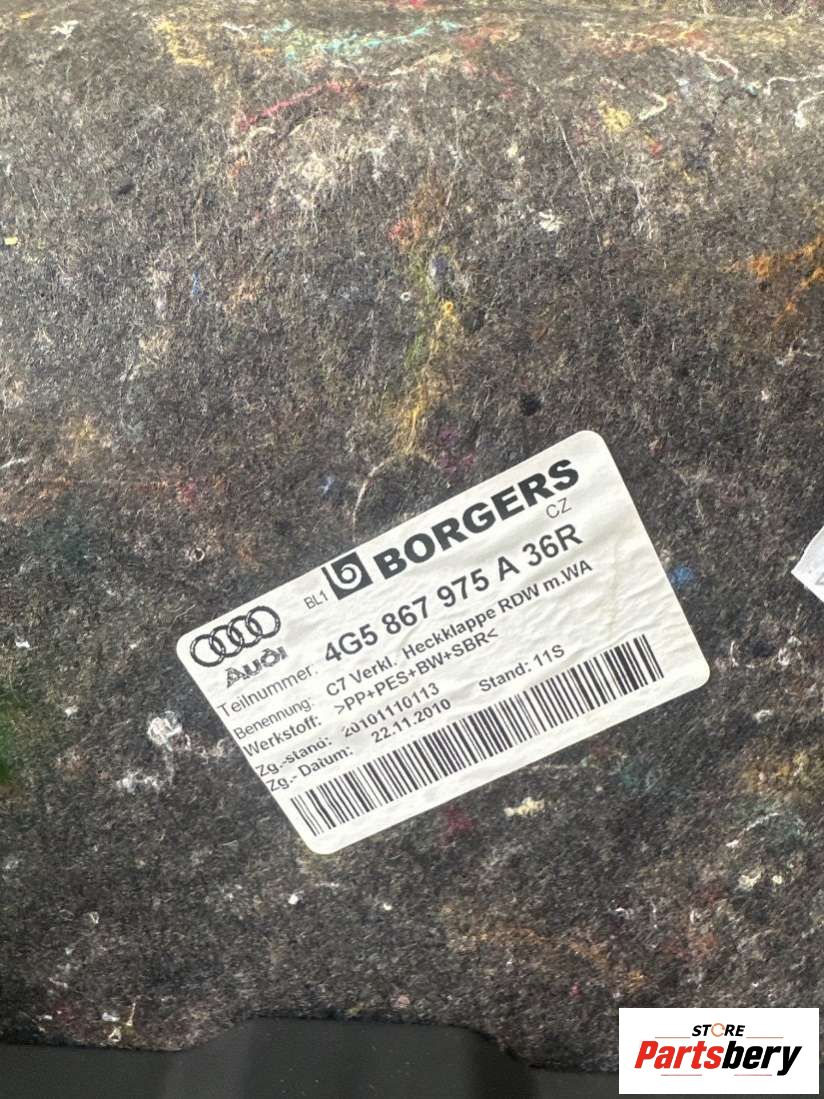 BL1 BORGERS
CZ
Audi
Teilnummer: 4G5 867 975 A 36R
Benennung: C7 Verkl. Heckklappe RDW m.WA
Werkstoff: >PP+PES+BW+SBR<
Zg.-stand: 20101110113 Stand: 11S
Zg.- Datum: 22.11.2010
STORE
Partsbery